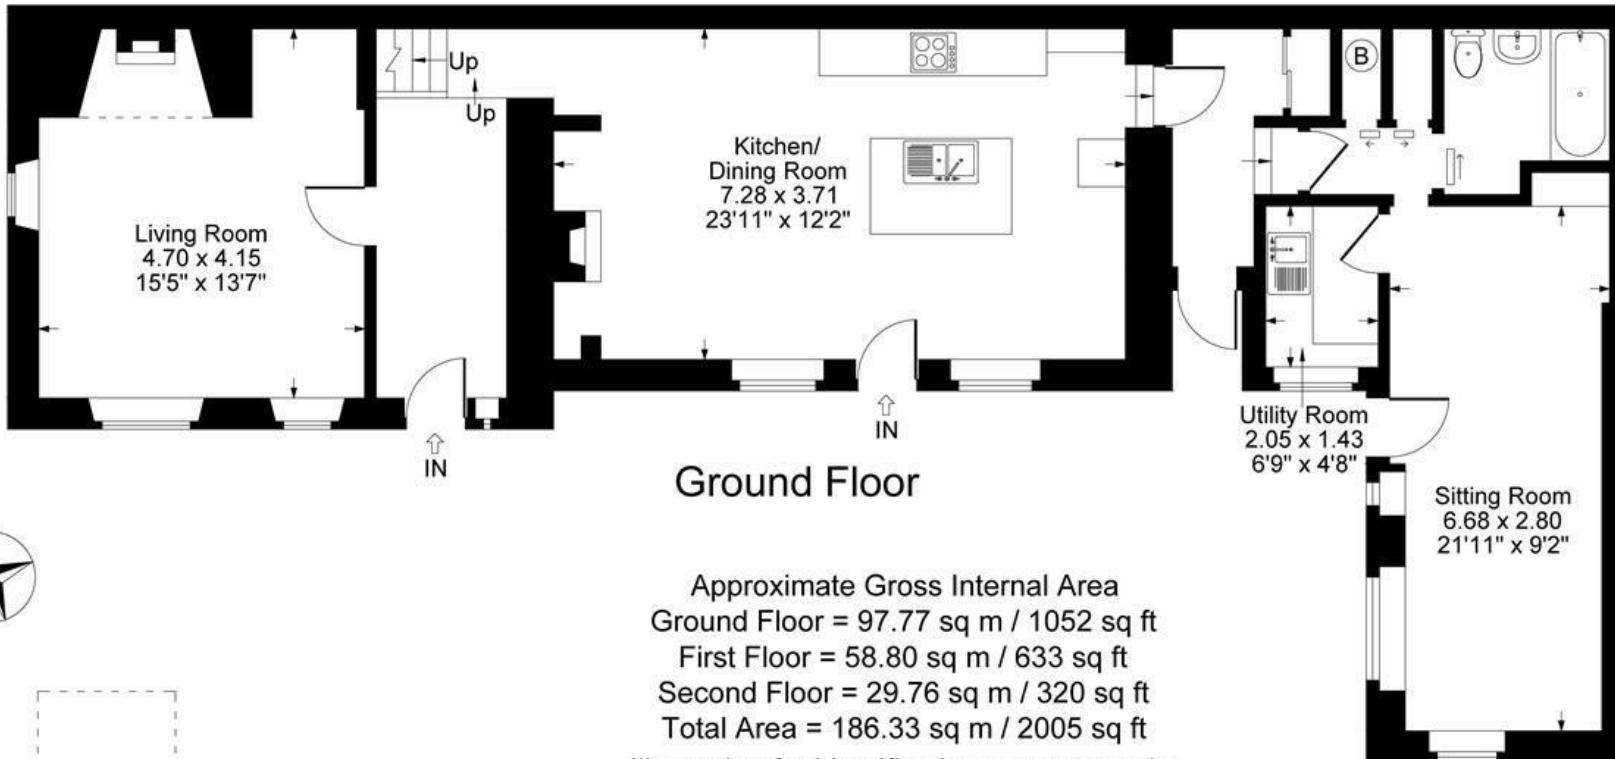 Up
Up
B
Kitchen/
Dining Room
7.28 x 3.71
23'11" x 12'2"
Living Room
4.70 x 4.15
15'5" x 13'7"
IN
IN
Utility Room
2.05 x 1.43
6'9" x 4'8"
Sitting Room
6.68 x 2.80
21'11" x 9'2"
Ground Floor
Approximate Gross Internal Area
Ground Floor = 97.77 sq m / 1052 sq ft
First Floor = 58.80 sq m / 633 sq ft
Second Floor = 29.76 sq m / 320 sq ft
Total Area = 186.33 sq m / 2005 sq ft